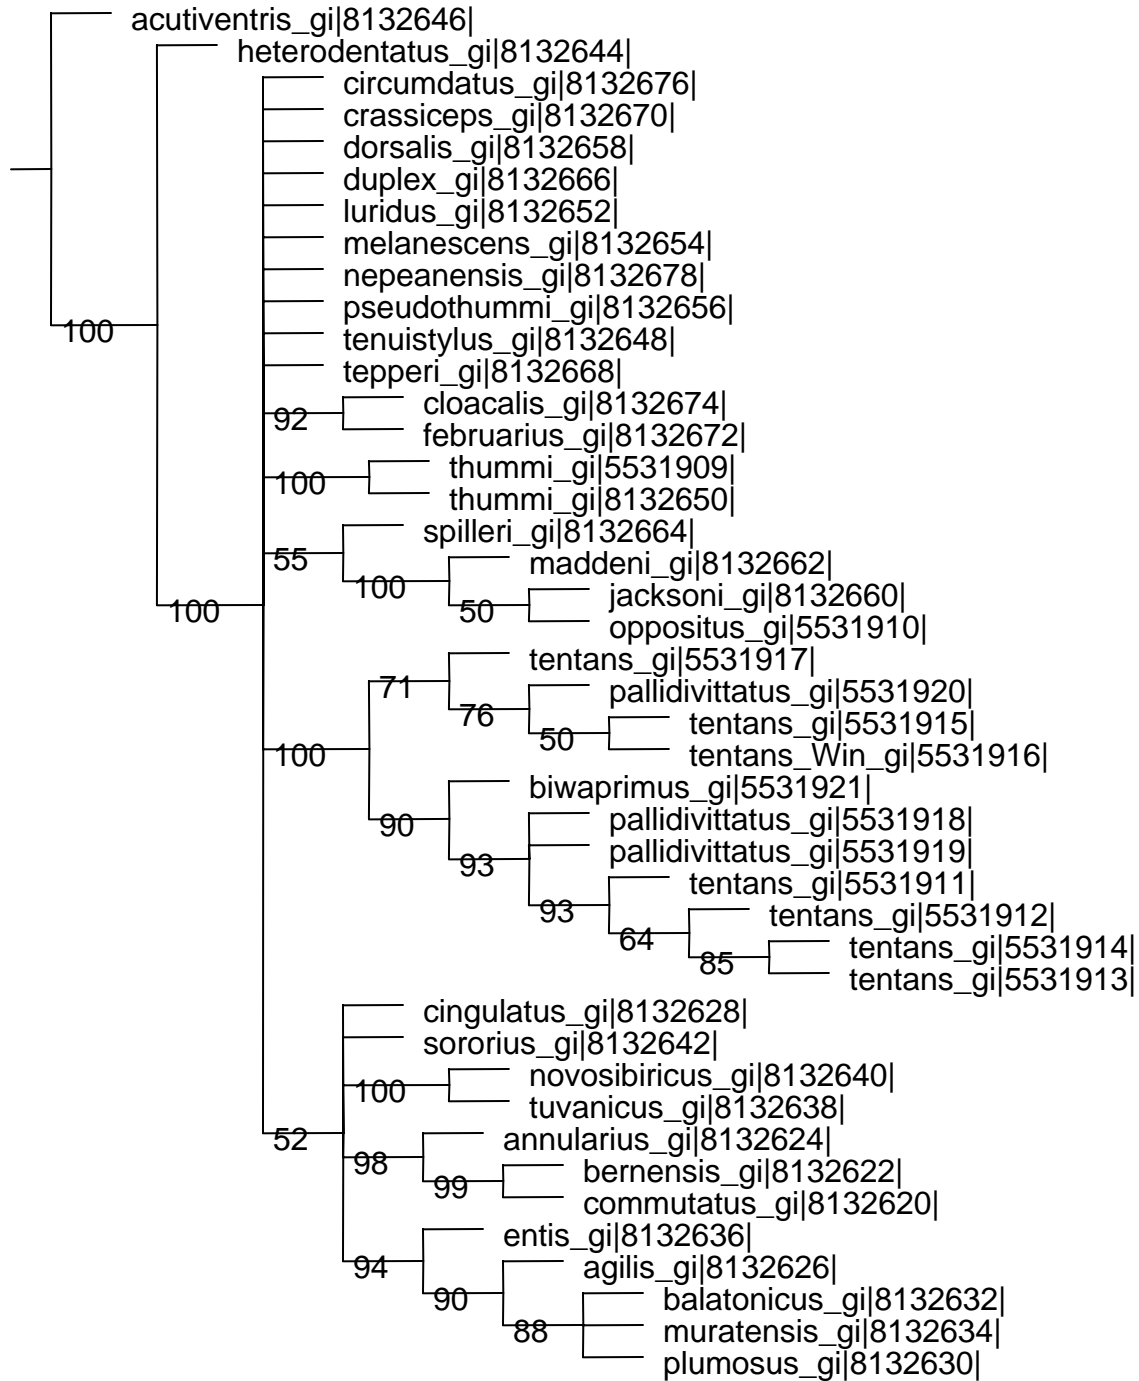 acutiventris_gi|8132646|
heterodentatus_gi|8132644|
circumdatus_gi|8132676|
crassiceps_gi|8132670|
dorsalis_gi|8132658|
duplex_gi|8132666|
luridus_gi|8132652|
melanescens_gi|8132654|
nepeanensis_gi|8132678|
pseudothummi_gi|8132656|
100
tenuistylus_gi|8132648|
tepperi_gi|8132668|
cloacalis_gi|8132674|
92
februarius_gi|8132672|
thummi_gi|5531909|
100
thummi_gi|8132650|
spilleri_gi|8132664|
55
maddeni_gi|8132662|
100
jacksoni_gi|8132660|
100
50
oppositus_gi|5531910|
tentans_gi|5531917|
71
pallidivittatus_gi|5531920|
76
tentans_gi|5531915|
50
100
tentans_Win_gi|5531916|
biwaprimus_gi|5531921|
pallidivittatus_gi|5531918|
90
pallidivittatus_gi|5531919|
93
tentans_gi|5531911|
93
tentans_gi|5531912|
64
tentans_gi|5531914|
85
tentans_gi|5531913|
cingulatus_gi|8132628|
sororius_gi|8132642|
novosibiricus_gi|8132640|
100
tuvanicus_gi|8132638|
52
annularius_gi|8132624|
98
bernensis_gi|8132622|
99
commutatus_gi|8132620|
entis_gi|8132636|
94
agilis_gi|8132626|
90
balatonicus_gi|8132632|
88
muratensis_gi|8132634|
plumosus_gi|8132630|